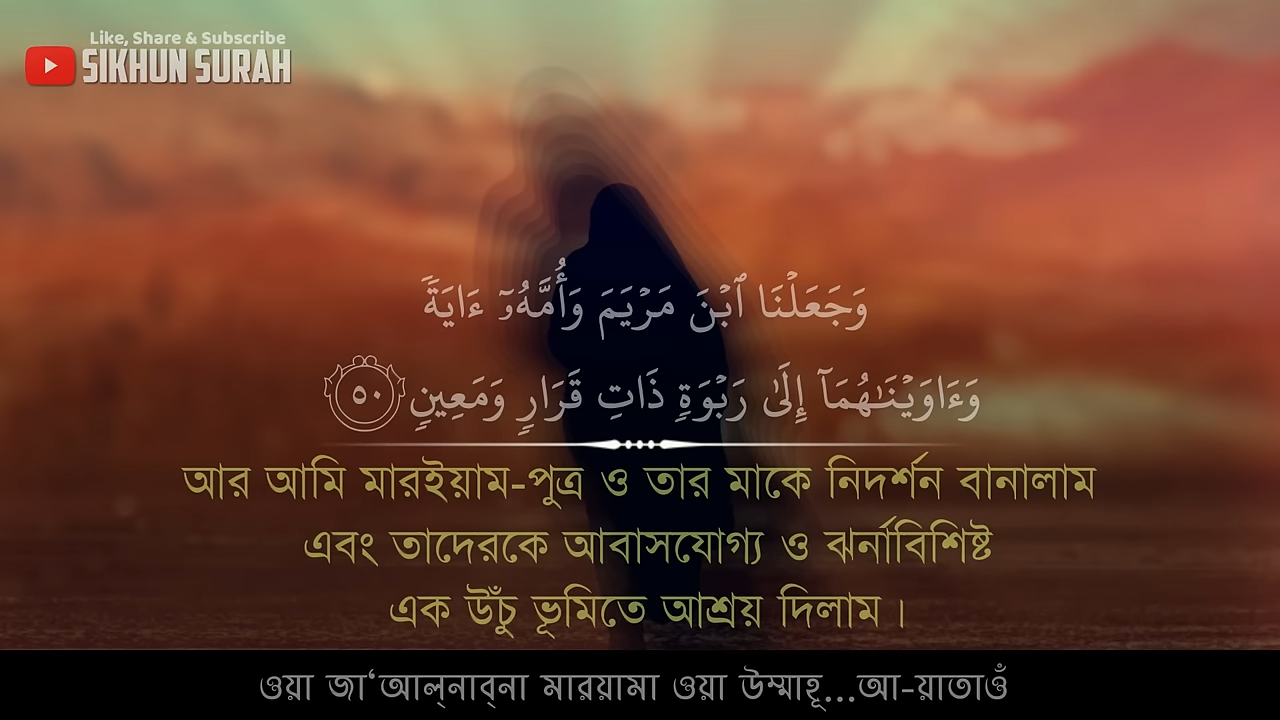 Like, Share & Subscribe
SIKHUN SURAH
وَجَعَلْنَا ٱبْنَ مَرْيَمَ وَأُمَّهُۥٓ ءَايَةً
وَءَاوَيْنَـٰهُمَآ إِلَىٰ رَبْوَةٍ ذَاتِ قَرَارٍ وَمَعِينٍ ٥٠
আর আমি মারইয়াম-পুত্র ও তার মাকে নিদর্শন বানালাম
এবং তাদেরকে আবাসযোগ্য ও ঝর্নাবিশিষ্ট
এক উঁচু ভূমিতে আশ্রয় দিলাম।
ওয়া জা‘আল্‌নাব্‌না মারয়ামা ওয়া উম্মাহূ...আ-য়াতাওঁ